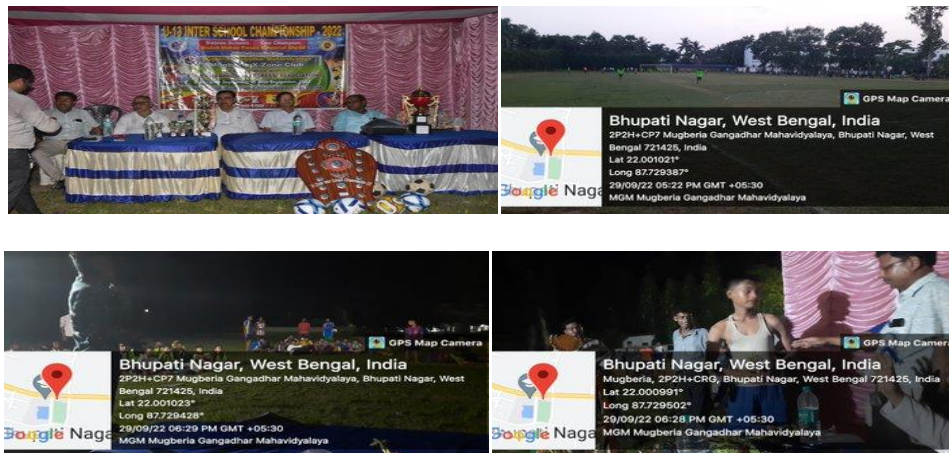 U-13 INTER SCHOOL CHAMPIONSHIP - 2022
GPS Map Camera
Bhupati Nagar, West Bengal, India
2P2H+CP7 Mugberia Gangadhar Mahavidyalaya, Bhupati Nagar, West
Bengal 721425, India
Lat 22.001021°
Long 87.729387°
29/09/22 05:22 PM GMT +05:30
MGM Mugberia Gangadhar Mahavidyalaya
Google
Naga
GPS Map Camera
Bhupati Nagar, West Bengal, India
2P2H+CP7 Mugberia Gangadhar Mahavidyalaya, Bhupati Nagar, West
Bengal 721425, India
Lat 22.001023°
Long 87.729428°
29/09/22 06:29 PM GMT +05:30
MGM Mugberia Gangadhar Mahavidyalaya
Google
Naga
GPS Map Camera
Bhupati Nagar, West Bengal, India
Mugberia, 2P2H+CRG, Bhupati Nagar, West Bengal 721425, India
Lat 22.000991°
Long 87.729502°
29/09/22 06:28 PM GMT +05:30
MGM Mugberia Gangadhar Mahavidyalaya
Google
Naga